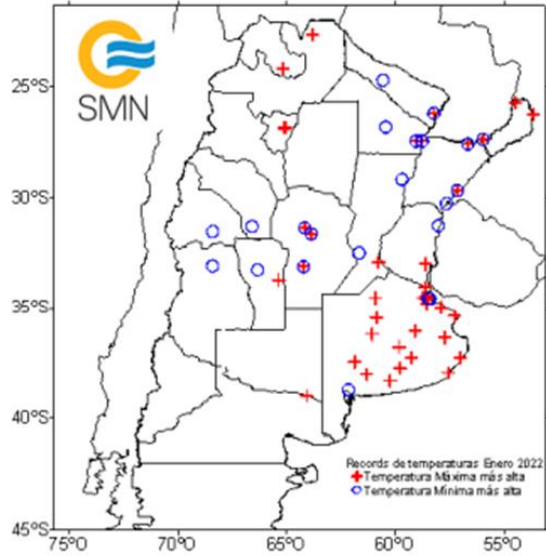 SMN
25°S
30°S
35°S
40°S
45°S
Records de temperaturas Enero 2022
Temperatura Máxima más alta
Temperatura Mínima más alta
75°O
70°O
65°O
60°O
55°O